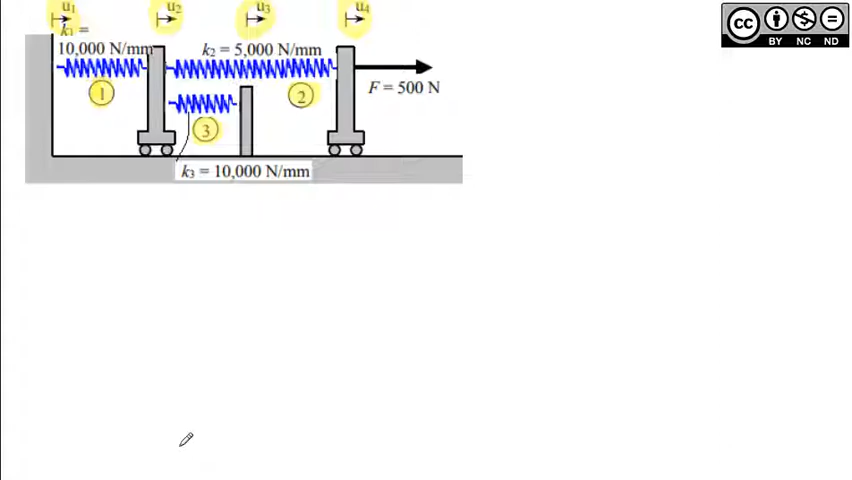 u1 u2 u3 u4
k1 =
10,000 N/mm
k2 = 5,000 N/mm
F = 500 N
1 2
3
k3 = 10,000 N/mm
cc
BY NC ND